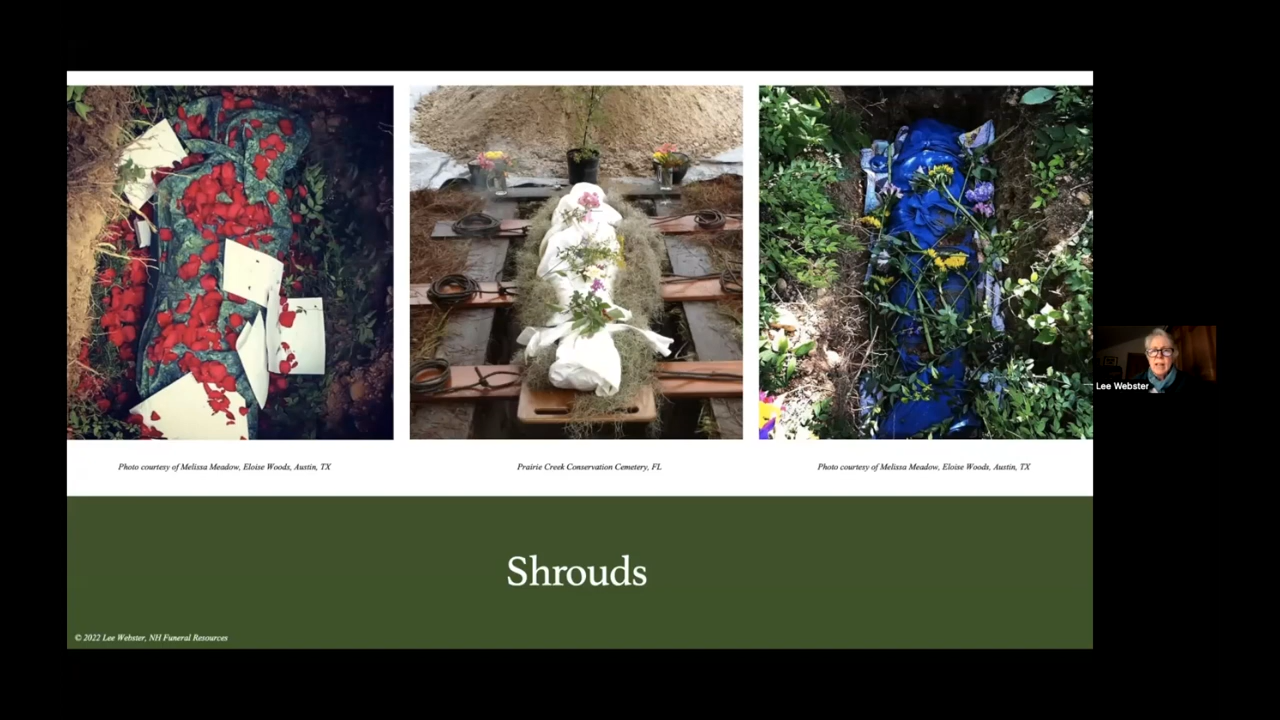 Photo courtesy of Melissa Meadow, Eloise Woods, Austin, TX
Prairie Creek Conservation Cemetery, FL
Photo courtesy of Melissa Meadow, Eloise Woods, Austin, TX
Lee Webster
Shrouds
© 2022 Lee Webster, NH Funeral Resources